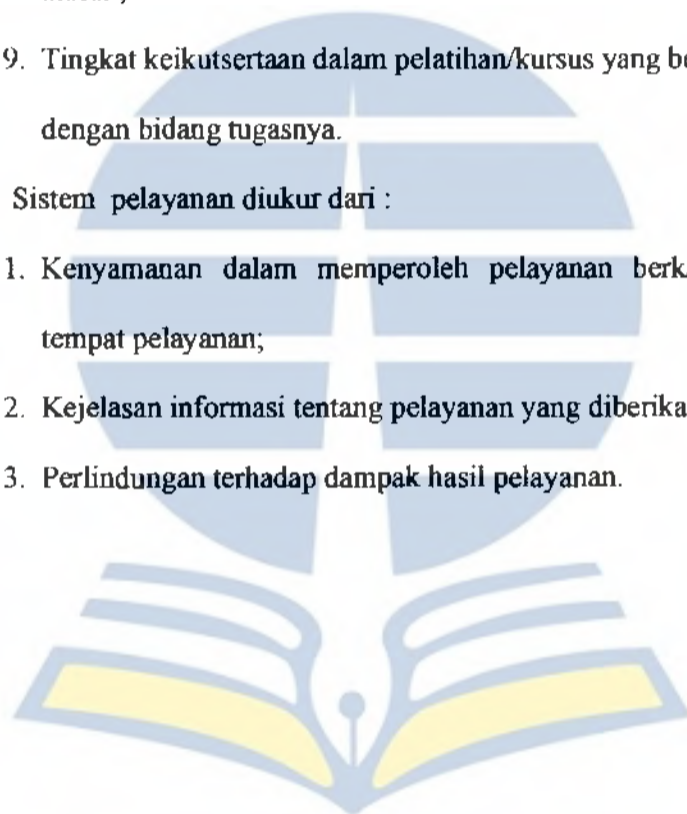 9. Tingkat keikutsertaan dalam pelatihan/kursus yang
dengan bidang tugasnya.
Sistem pelayanan diukur dari :
1. Kenyamanan dalam memperoleh pelayanan
tempat pelayanan;
2. Kejelasan informasi tentang pelayanan yang
3. Perlindungan terhadap dampak hasil pelayanan.